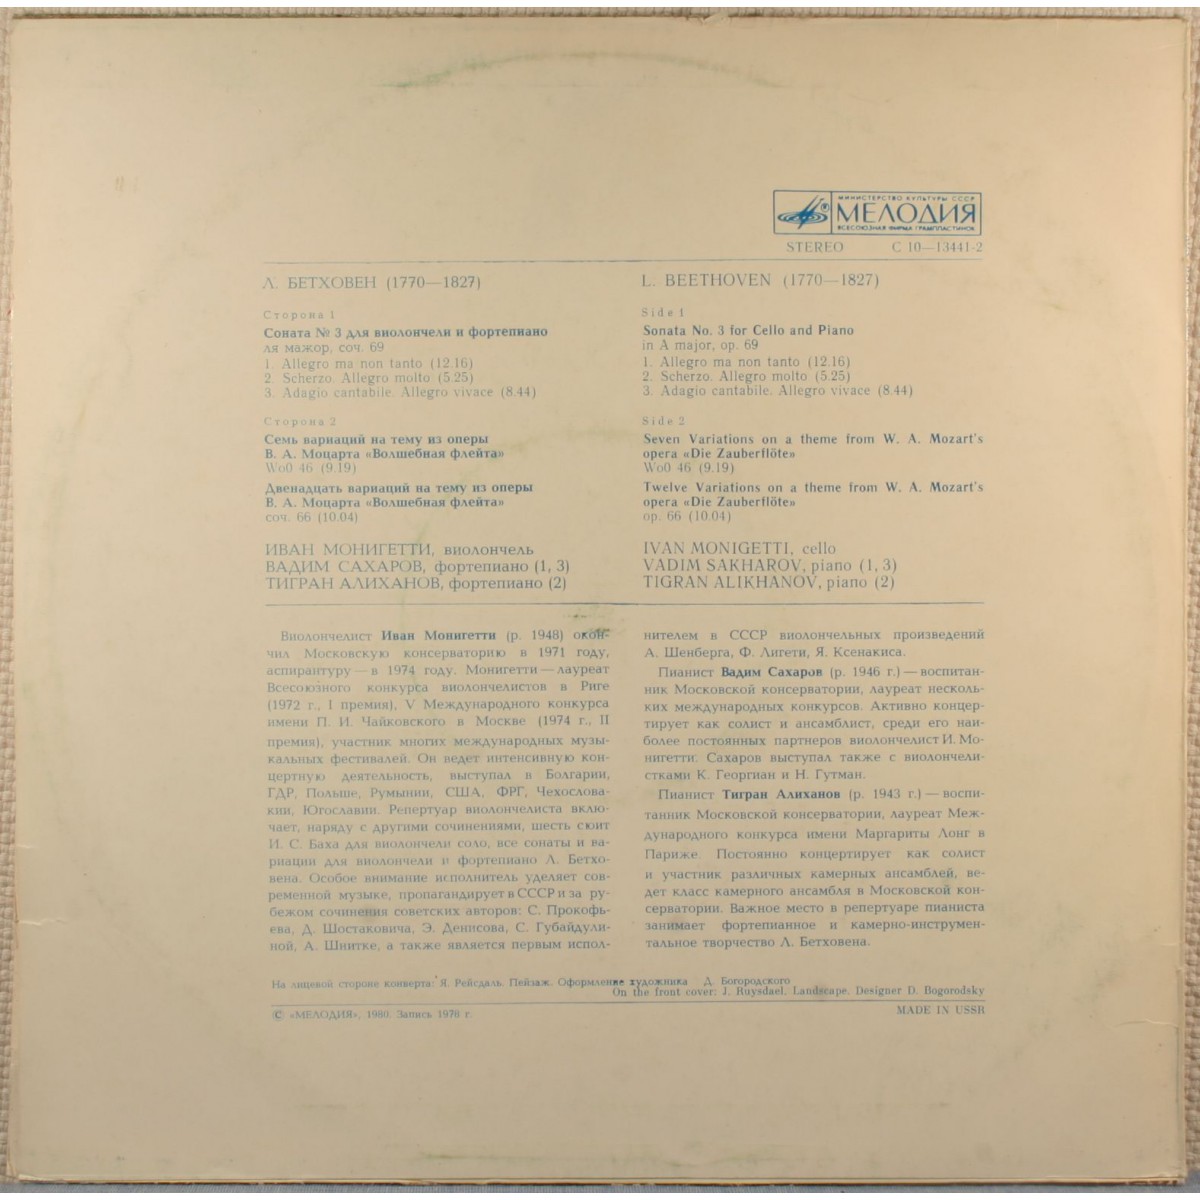 МИНИСТЕРСТВО КУЛЬТУРЫ СССР
МЕЛОДИЯ
ВСЕСОЮЗНАЯ ФИРМА ГРАМПЛАСТИНОК
STEREO С 10—13441-2
Л. БЕТХОВЕН (1770—1827)
Сторона 1
Соната № 3 для виолончели и фортепиано
ля мажор, соч. 69
1. Allegro ma non tanto (12.16)
2. Scherzo. Allegro molto (5.25)
3. Adagio cantabile. Allegro vivace (8.44)
Сторона 2
Семь вариаций на тему из оперы
В. А. Моцарта «Волшебная флейта»
WoO 46 (9.19)
Двенадцать вариаций на тему из оперы
В. А. Моцарта «Волшебная флейта»
соч. 66 (10.04)
ИВАН МОНИГЕТТИ, виолончель
ВАДИМ САХАРОВ, фортепиано (1, 3)
ТИГРАН АЛИХАНОВ, фортепиано (2)
L. BEETHOVEN (1770—1827)
Side 1
Sonata No. 3 for Cello and Piano
in A major, op. 69
1. Allegro ma non tanto (12.16)
2. Scherzo. Allegro molto (5.25)
3. Adagio cantabile. Allegro vivace (8.44)
Side 2
Seven Variations on a theme from W. A. Mozart's
opera «Die Zauberflöte»
WoO 46 (9.19)
Twelve Variations on a theme from W. A. Mozart's
opera «Die Zauberflöte»
op. 66 (10.04)
IVAN MONIGETTI, cello
VADIM SAKHAROV, piano (1, 3)
TIGRAN ALIKHANOV, piano (2)
Виолончелист Иван Монигетти (р. 1948) окон-
чил Московскую консерваторию в 1971 году,
аспирантуру — в 1974 году. Монигетти — лауреат
Всесоюзного конкурса виолончелистов в Риге
(1972 г., I премия), V Международного конкурса
имени П. И. Чайковского в Москве (1974 г., II
премия), участник многих международных музы-
кальных фестивалей. Он ведет интенсивную кон-
цертную деятельность, выступал в Болгарии,
ГДР, Польше, Румынии, США, ФРГ, Чехослова-
кии, Югославии. Репертуар виолончелиста вклю-
чает, наряду с другими сочинениями, шесть сюит
И. С. Баха для виолончели соло, все сонаты и ва-
риации для виолончели и фортепиано Л. Бетхо-
вена. Особое внимание исполнитель уделяет сов-
ременной музыке, пропагандирует в СССР и за ру-
бежом сочинения советских авторов: С. Прокофь-
ева, Д. Шостаковича, Э. Денисова, С. Губайдули-
ной, А. Шнитке, а также является первым испол-
нителем в СССР виолончельных произведений
А. Шенберга, Ф. Лигети, Я. Ксенакиса.
Пианист Вадим Сахаров (р. 1946 г.) — воспитан-
ник Московской консерватории, лауреат несколь-
ких международных конкурсов. Активно концер-
тирует как солист и ансамблист, среди его наи-
более постоянных партнеров виолончелист И. Мо-
нигетти. Сахаров выступал также с виолончели-
стками К. Георгиан и Н. Гутман.
Пианист Тигран Алиханов (р. 1943 г.) — воспи-
танник Московской консерватории, лауреат Меж-
дународного конкурса имени Маргариты Лонг в
Париже. Постоянно концертирует как солист
и участник различных камерных ансамблей, ве-
дет класс камерного ансамбля в Московской кон-
серватории. Важное место в репертуаре пианиста
занимает фортепианное и камерно-инструмен-
тальное творчество Л. Бетховена.
На лицевой стороне конверта: Я. Рейсдаль. Пейзаж. Оформление художника Д. Богородского
On the front cover: J. Ruysdael. Landscape. Designer D. Bogorodsky
© «МЕЛОДИЯ», 1980. Запись 1978 г.
MADE IN USSR